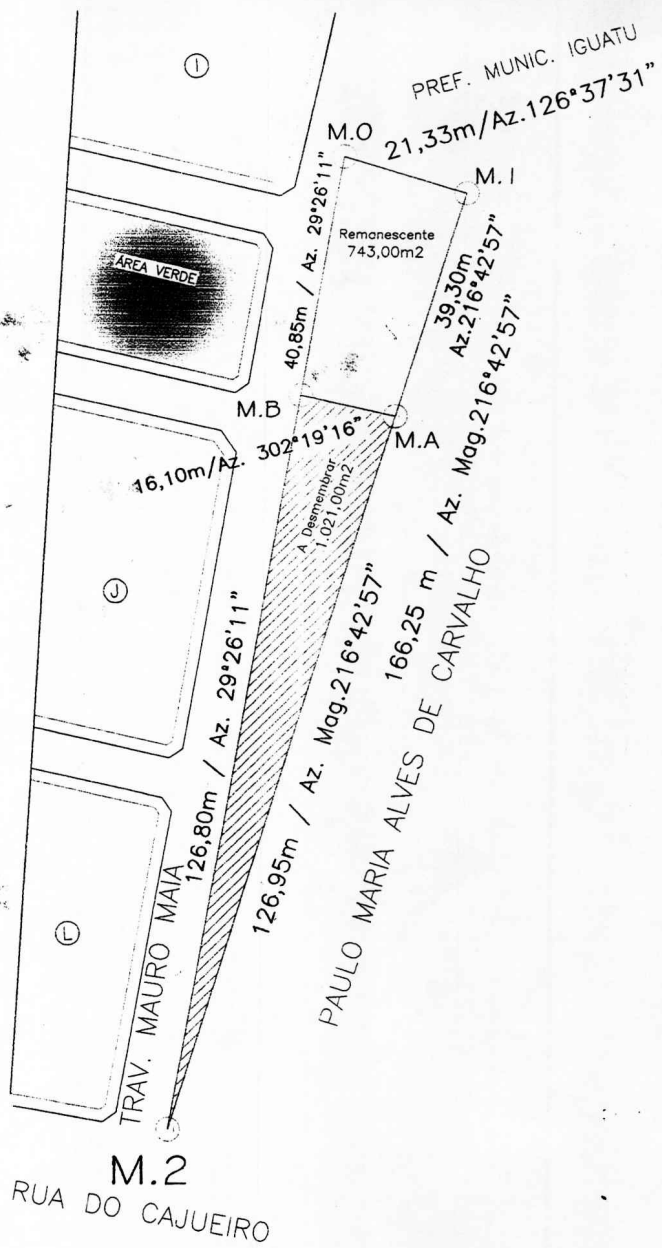 I
PREF. MUNIC. IGUATU
21,33m/Az.126°37'31"
M.0
M.1
Remanescente
743,00m2
ÁREA VERDE
40,85m / Az. 29°26'11"
39,30m
Az.216°42'57"
M.B
M.A
16,10m/Az. 302°19'16"
A Desmembrar
1.021,00m2
166,25 m / Az. Mag.216°42'57"
J
126,80m / Az. 29°26'11"
126,95m / Az. Mag.216°42'57"
PAULO MARIA ALVES DE CARVALHO
L
TRAV. MAURO MAIA
M.2
RUA DO CAJUEIRO